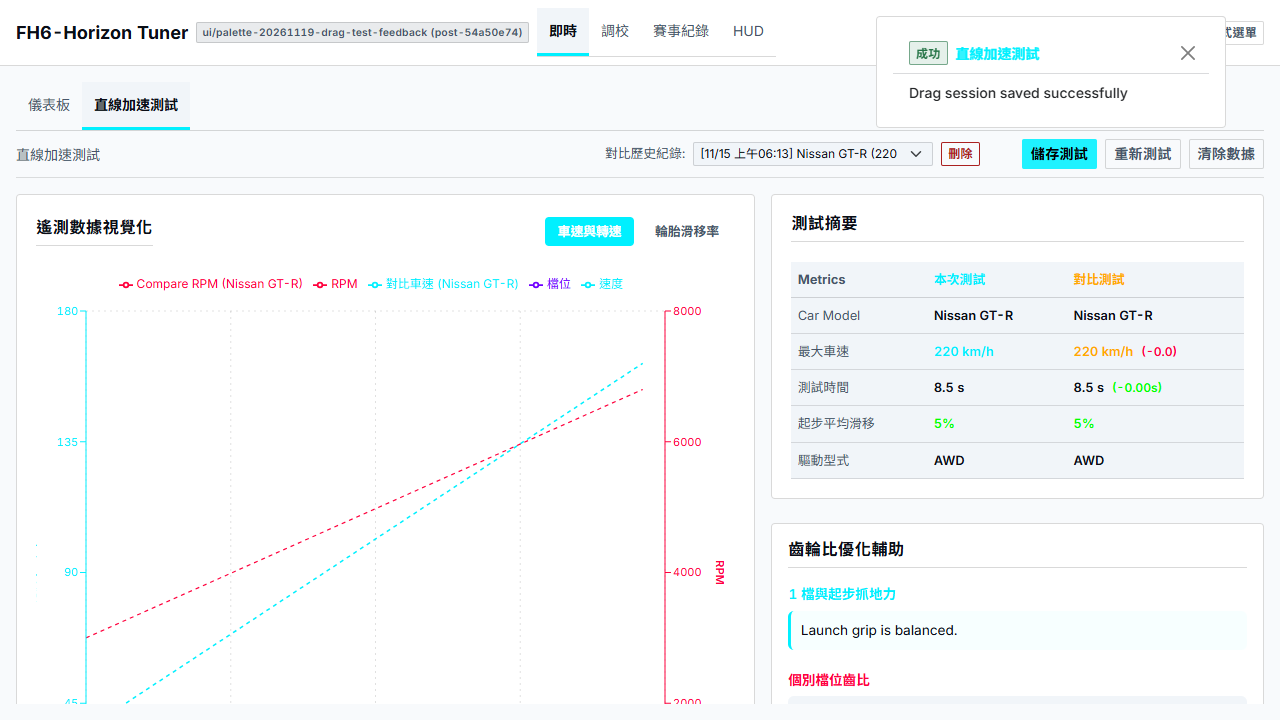 FH6-Horizon Tuner
ui/palette-20261119-drag-test-feedback (post-54a50e74)
即時
調校
賽事紀錄
HUD
式選單
成功
直線加速測試
Drag session saved successfully
儀表板
直線加速測試
直線加速測試
對比歷史紀錄:
[11/15 上午06:13] Nissan GT-R (220
刪除
儲存測試
重新測試
清除數據
遙測數據視覺化
車速與轉速
輪胎滑移率
Compare RPM (Nissan GT-R)
RPM
對比車速 (Nissan GT-R)
檔位
速度
180
135
90
45
8000
6000
4000
2000
RPM
測試摘要
Metrics 本次測試 對比測試
Car Model Nissan GT-R Nissan GT-R
最大車速 220 km/h 220 km/h (-0.0)
測試時間 8.5 s 8.5 s (-0.00s)
起步平均滑移 5% 5%
驅動型式 AWD AWD
齒輪比優化輔助
1 檔與起步抓地力
Launch grip is balanced.
個別檔位齒比